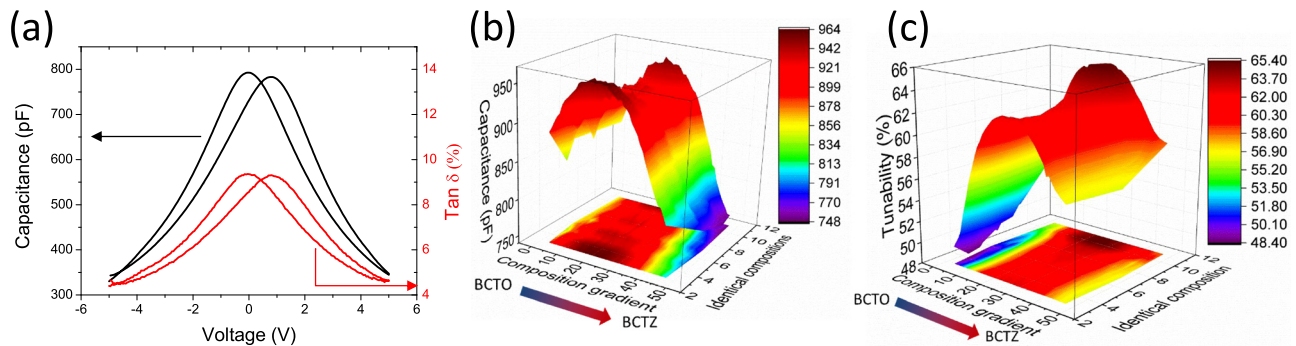 (a)
Capacitance (pF)
800
700
600
500
400
300
-6 -4 -2 0 2 4 6
Voltage (V)
14
12
10
8
6
4
Tan δ (%)
(b)
Capacitance (pF)
950
900
850
800
750
0 10 20 30 40 50
Composition gradient
2 4 6 8 10 12
Identical compositions
BCTO
BCTZ
964
942
921
899
878
856
834
813
791
770
748
(c)
Tunability (%)
66
64
62
60
58
56
54
52
50
48
0 10 20 30 40 50
Composition gradient
2 4 6 8 10 12
Identical composition
BCTO
BCTZ
65.40
63.70
62.00
60.30
58.60
56.90
55.20
53.50
51.80
50.10
48.40